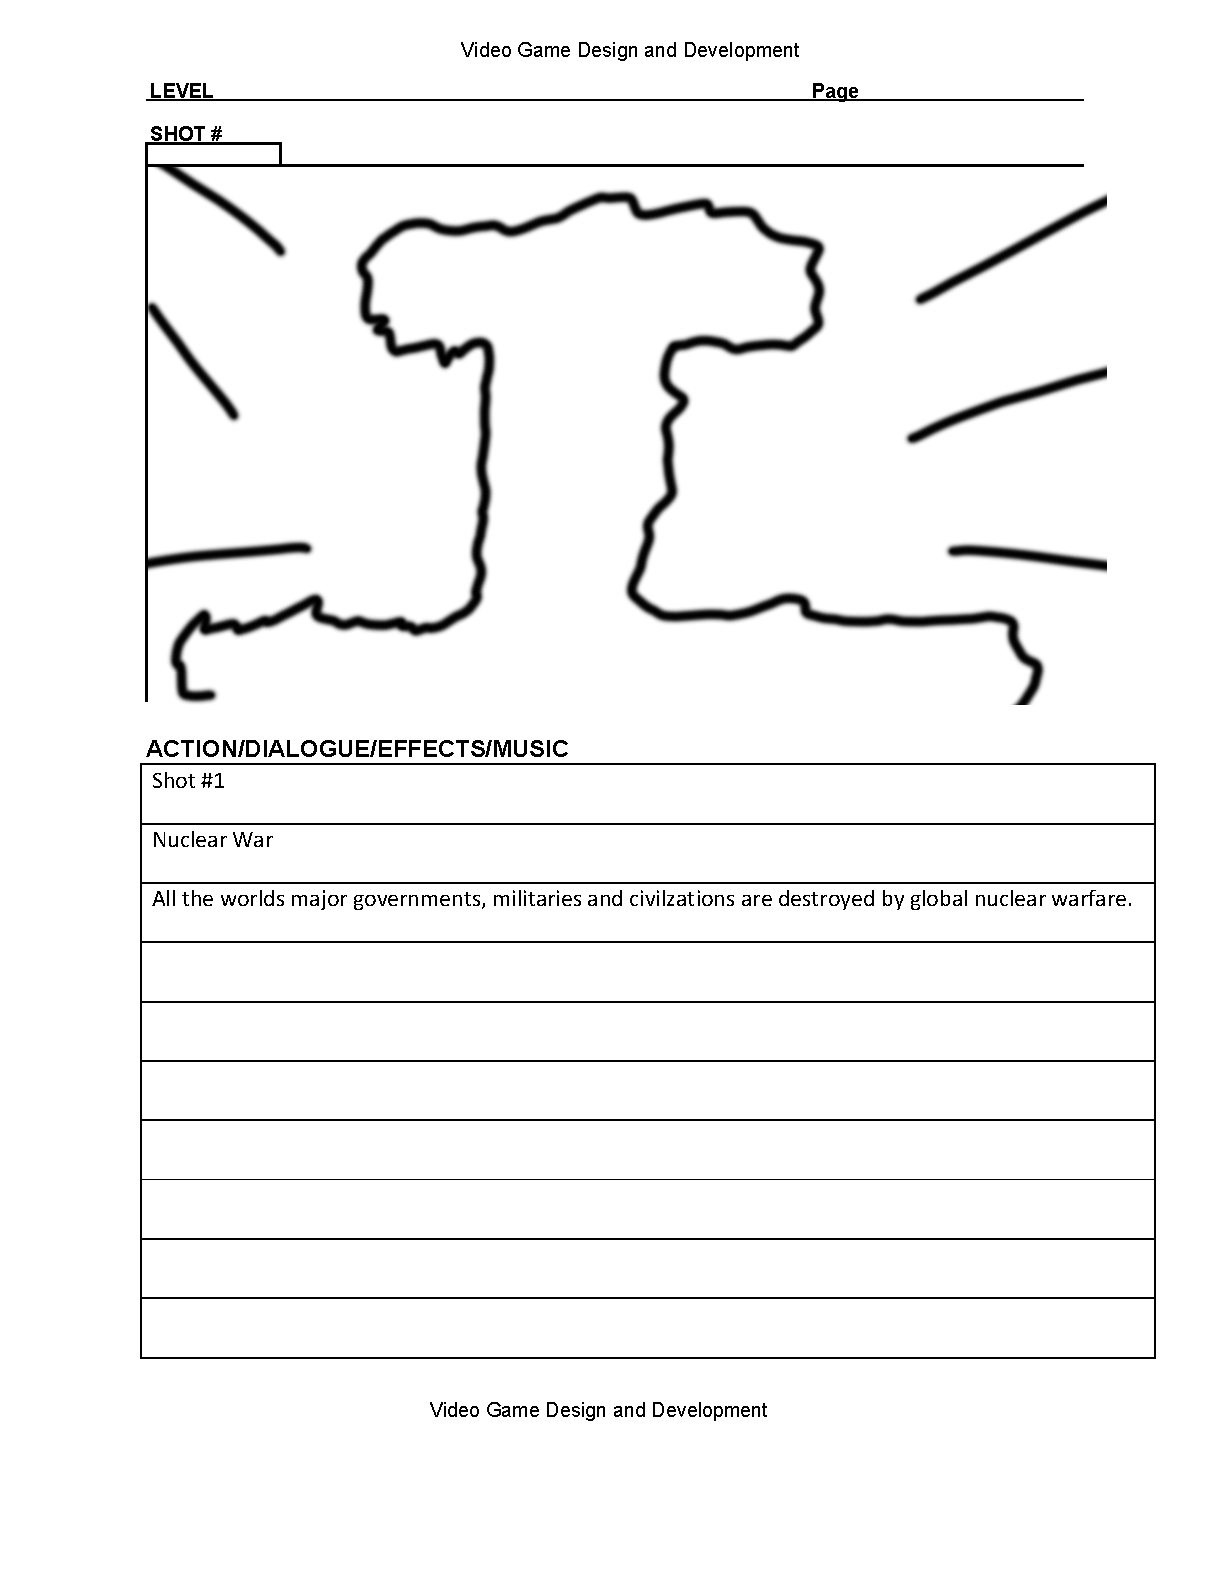 Video Game Design and Development
LEVEL Page
SHOT #
ACTION/DIALOGUE/EFFECTS/MUSIC
Shot #1
Nuclear War
All the worlds major governments, militaries and civilzations are destroyed by global nuclear warfare.
Video Game Design and Development